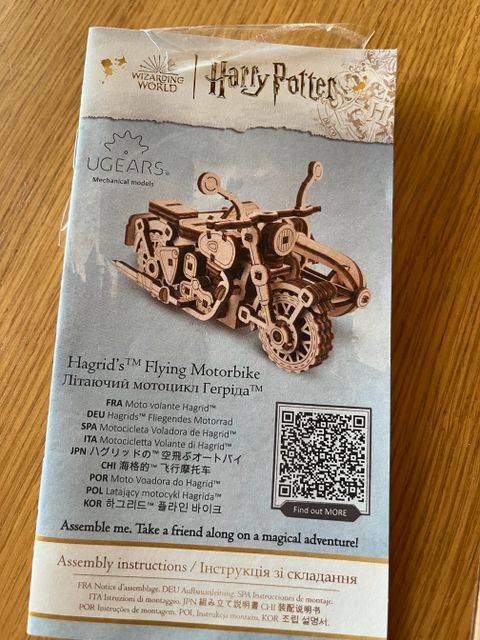 WIZARDING
WORLD
Harry Potter
UGEARS®
Mechanical models
Hagrid's™ Flying Motorbike
Літаючий мотоцикл Гегріда™
FRA Moto volante Hagrid™
DEU Hagrids™ Fliegendes Motorrad
SPA Motocicleta Voladora de Hagrid™
ITA Motocicletta Volante di Hagrid™
JPN ハグリッドの™ 空飛ぶオートバイ
CHI 海格的™ 飞行摩托车
POR Moto Voadora do Hagrid™
POL Latający motocykl Hagrida™
KOR 하그리드™ 플라잉 바이크
Find out MORE
Assemble me. Take a friend along on a magical adventure!
Assembly instructions / Інструкція зі складання
FRA Notice d'assemblage. DEU Aufbauanleitung. SPA Instrucciones de montaje.
ITA Istruzioni di montaggio. JPN 組み立て説明書 CHI 装配说明书
POR Instruções de montagem. POL Instrukcja montażu. KOR 조립 설명서.